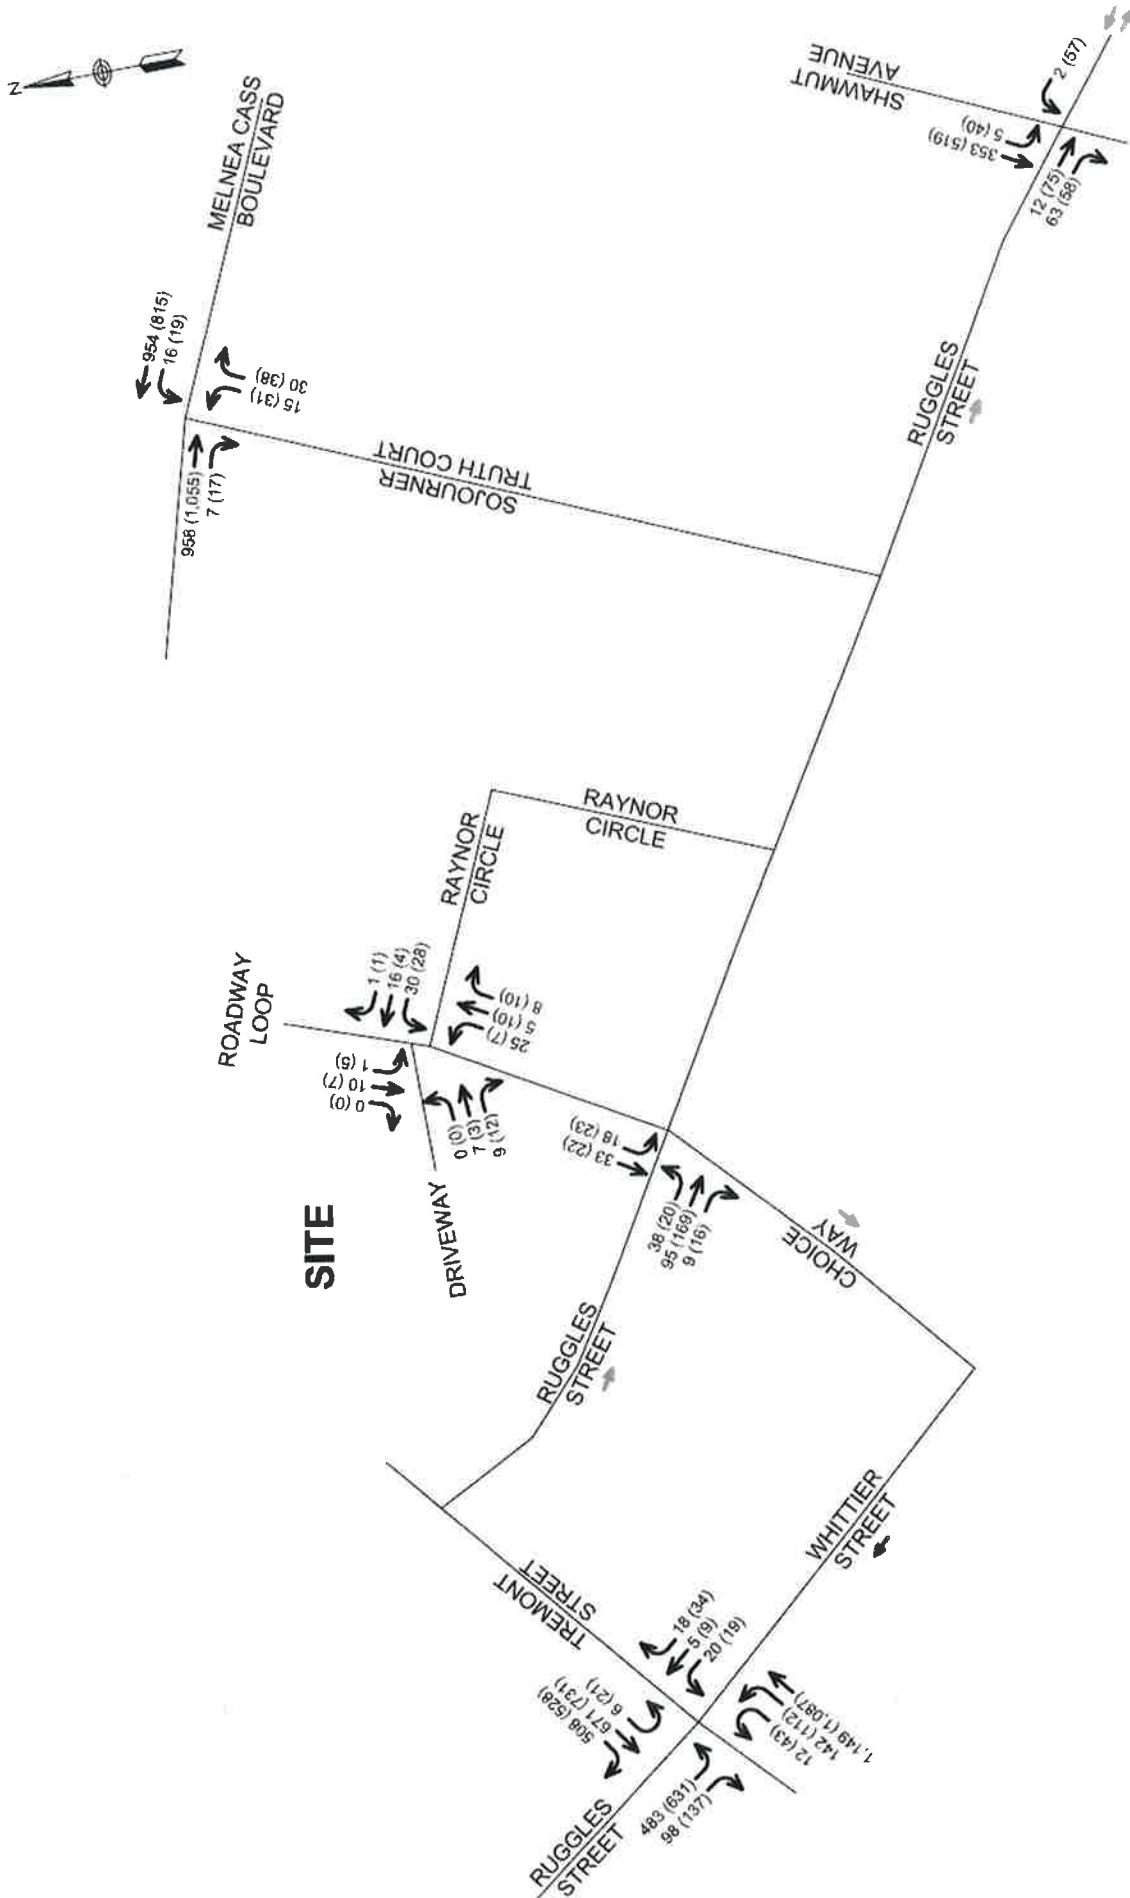 N
MELNEA CASS
BOULEVARD
SHAWMUT
AVENUE
954 (815)
16 (19)
958 (1,055)
7 (17)
15 (31)
30 (38)
SOJOURNER
TRUTH COURT
353 (519)
5 (40)
2 (57)
12 (75)
63 (58)
RUGGLES
STREET
ROADWAY
LOOP
RAYNOR
CIRCLE
RAYNOR
CIRCLE
1 (1)
16 (4)
30 (28)
0 (0)
10 (7)
1 (5)
25 (7)
5 (10)
8 (10)
0 (0)
7 (3)
9 (12)
SITE
DRIVEWAY
33 (22)
18 (23)
38 (20)
95 (169)
9 (16)
CHOICE
WAY
RUGGLES
STREET
TREMONT
STREET
WHITTIER
STREET
18 (34)
5 (9)
20 (19)
508 (528)
671 (731)
6 (21)
12 (43)
142 (112)
1,149 (1,087)
483 (631)
98 (137)
RUGGLES
STREET